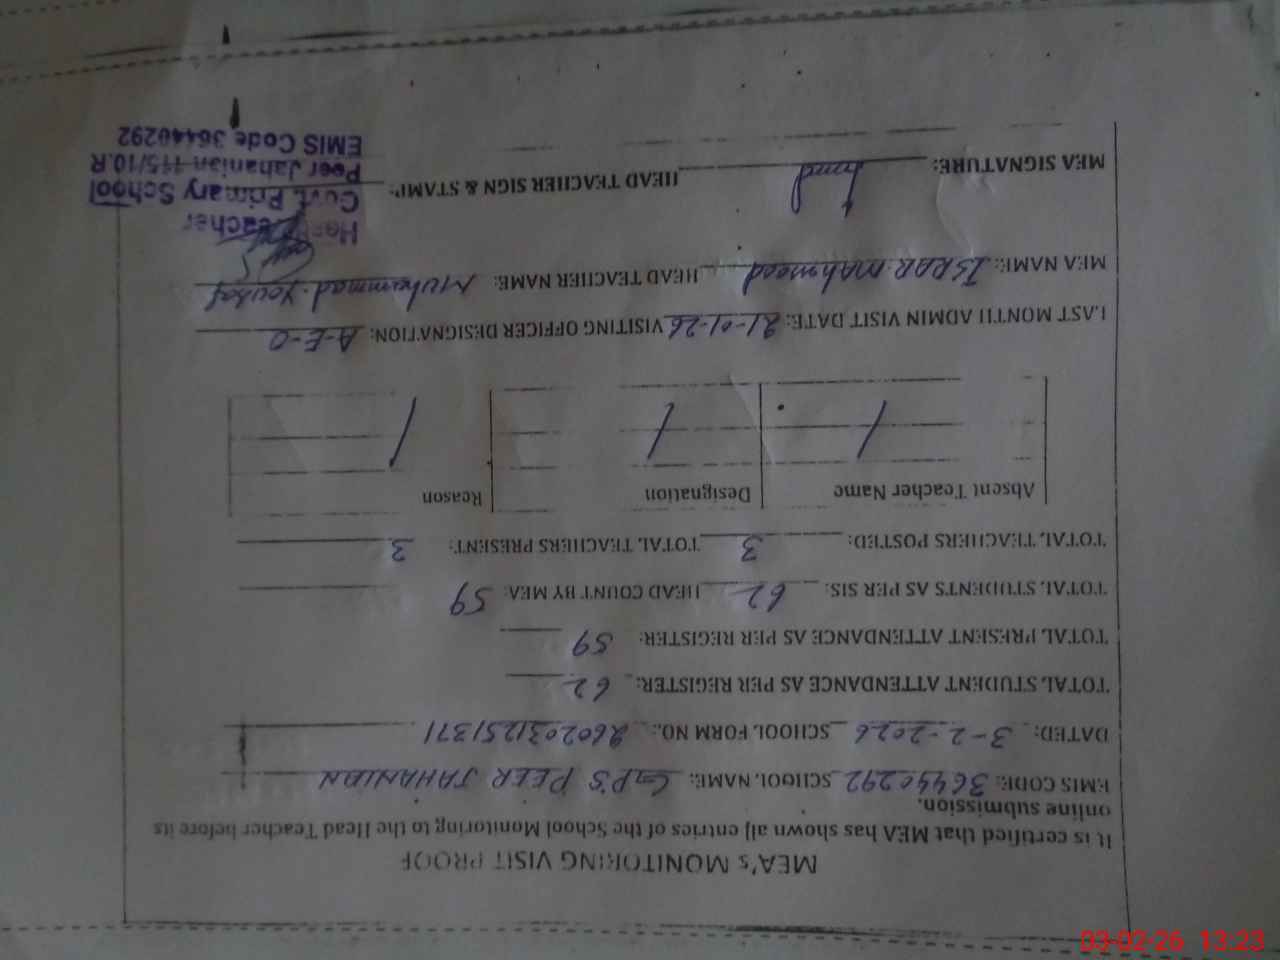 MEA's MONITORING VISIT PROOF
It is certified that MEA has shown all entries of the School Monitoring to the Head Teacher before its
online submission.
EMIS CODE: 36440292 SCHOOL NAME: GPS PEER JAHANIAN
DATED: 3-2-2026 SCHOOL FORM NO.: 2602031251371
TOTAL STUDENT ATTENDANCE AS PER REGISTER: 62
TOTAL PRESENT ATTENDANCE AS PER REGISTER: 59
TOTAL STUDENTS AS PER SIS: 62 HEAD COUNT BY MEA: 59
TOTAL TEACHERS POSTED: 3 TOTAL TEACHERS PRESENT: 3
Absent Teacher Name Designation Reason
/ / /
LAST MONTH ADMIN VISIT DATE: 21-01-26 VISITING OFFICER DESIGNATION: A-E-O
MEA NAME: ISRAR MAHmood HEAD TEACHER NAME: Muhammad Yousaf
MEA SIGNATURE: HEAD TEACHER SIGN & STAMP:
Head Teacher
Govt. Primary School
Peer Jahanian 115/10.R
EMIS Code 36440292
03-02-26 13:23